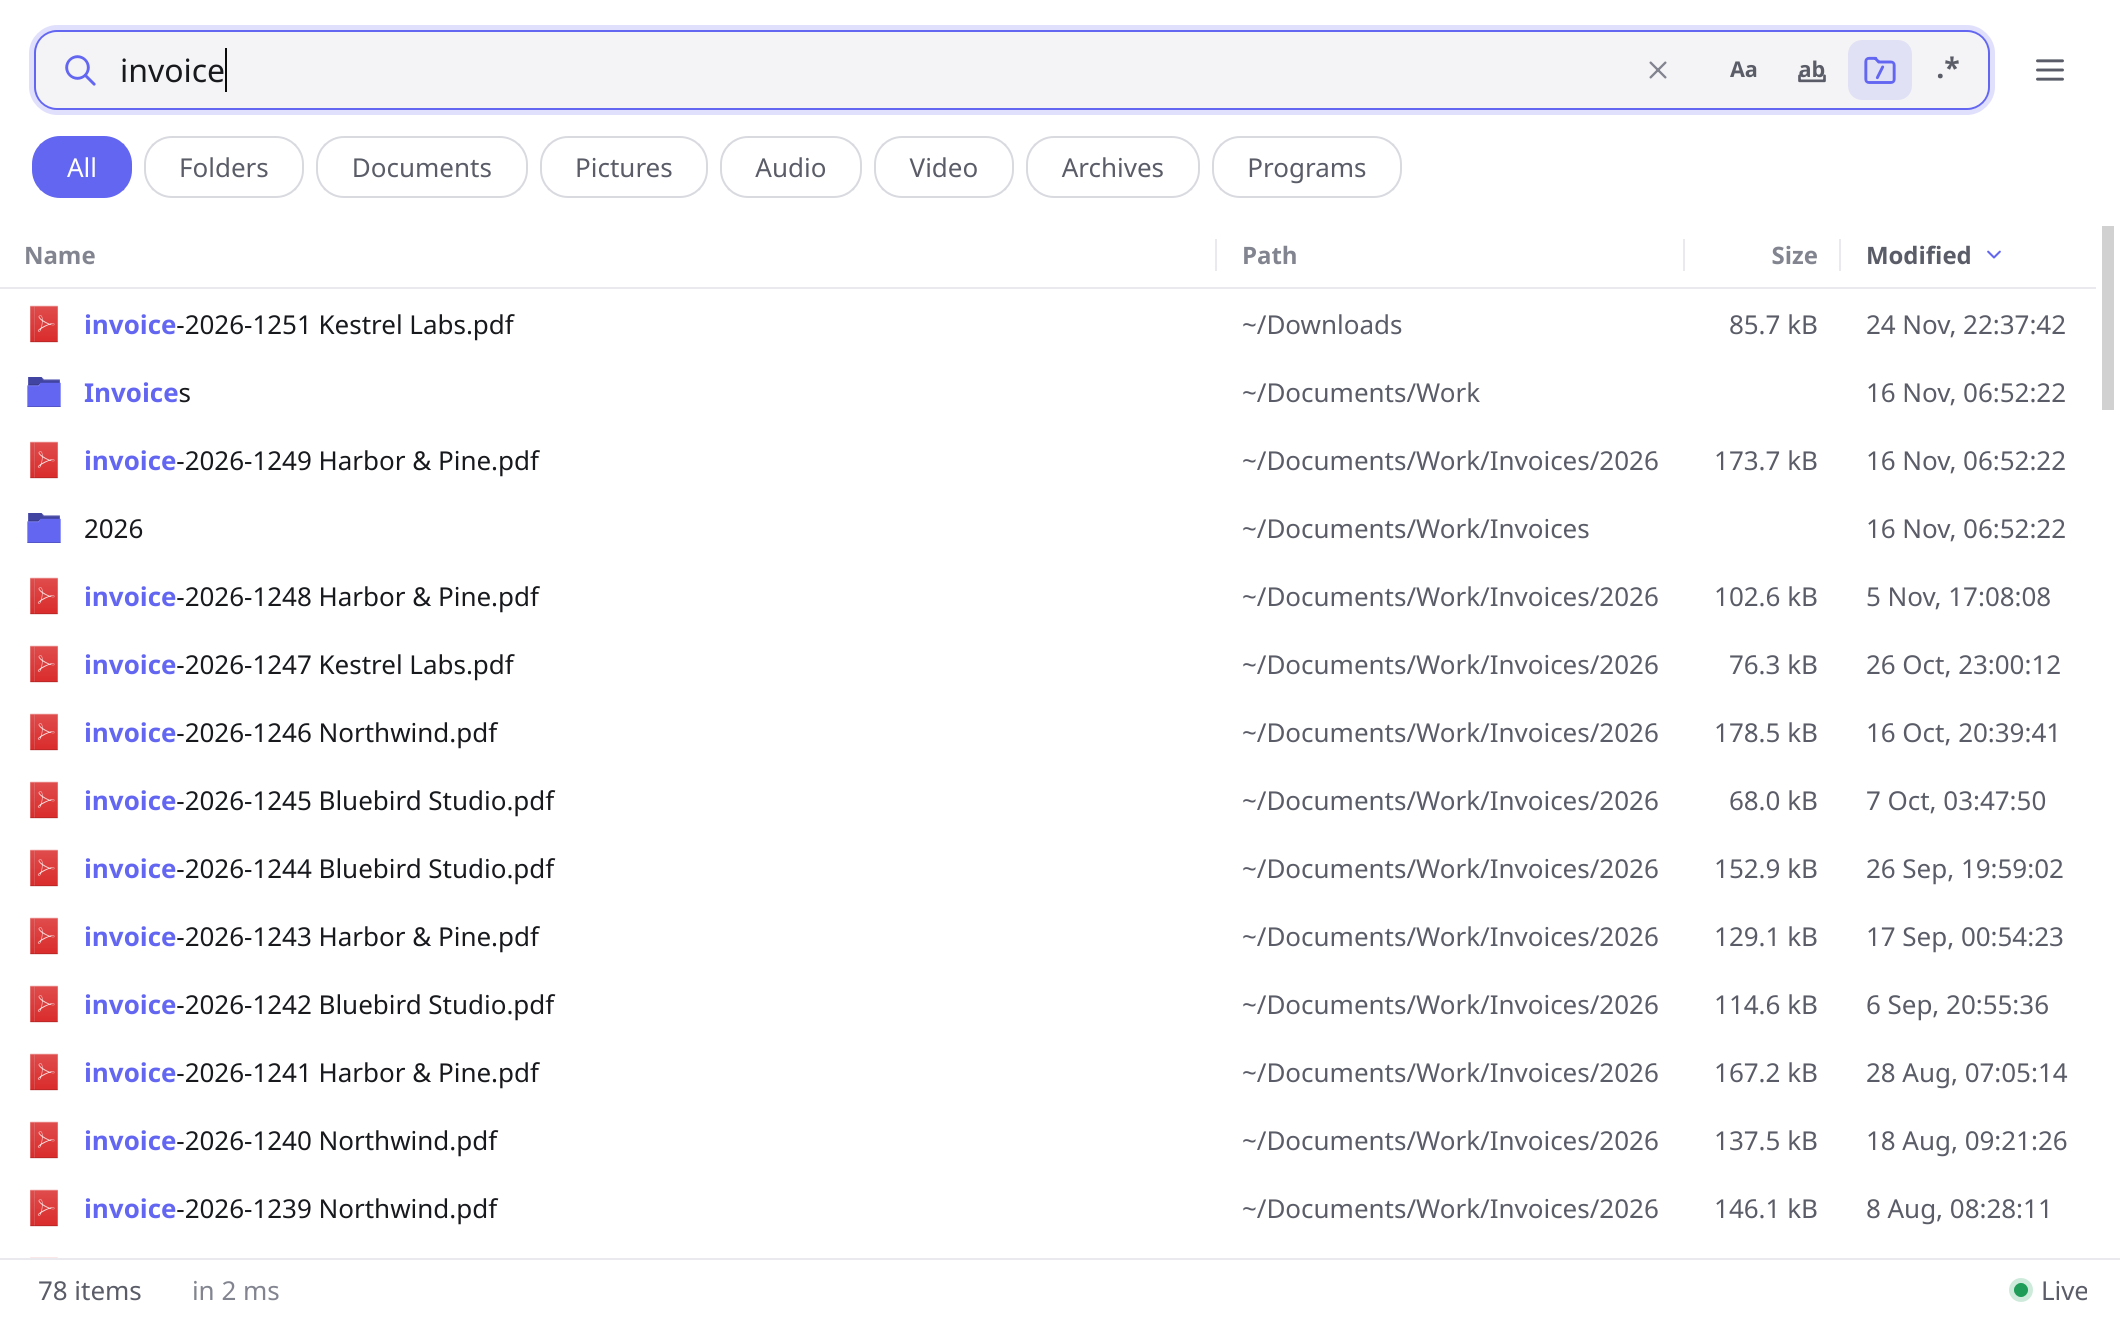 invoice Aa ab .*
All Folders Documents Pictures Audio Video Archives Programs
Name Path Size Modified
invoice-2026-1251 Kestrel Labs.pdf ~/Downloads 85.7 kB 24 Nov, 22:37:42
Invoices ~/Documents/Work 16 Nov, 06:52:22
invoice-2026-1249 Harbor & Pine.pdf ~/Documents/Work/Invoices/2026 173.7 kB 16 Nov, 06:52:22
2026 ~/Documents/Work/Invoices 16 Nov, 06:52:22
invoice-2026-1248 Harbor & Pine.pdf ~/Documents/Work/Invoices/2026 102.6 kB 5 Nov, 17:08:08
invoice-2026-1247 Kestrel Labs.pdf ~/Documents/Work/Invoices/2026 76.3 kB 26 Oct, 23:00:12
invoice-2026-1246 Northwind.pdf ~/Documents/Work/Invoices/2026 178.5 kB 16 Oct, 20:39:41
invoice-2026-1245 Bluebird Studio.pdf ~/Documents/Work/Invoices/2026 68.0 kB 7 Oct, 03:47:50
invoice-2026-1244 Bluebird Studio.pdf ~/Documents/Work/Invoices/2026 152.9 kB 26 Sep, 19:59:02
invoice-2026-1243 Harbor & Pine.pdf ~/Documents/Work/Invoices/2026 129.1 kB 17 Sep, 00:54:23
invoice-2026-1242 Bluebird Studio.pdf ~/Documents/Work/Invoices/2026 114.6 kB 6 Sep, 20:55:36
invoice-2026-1241 Harbor & Pine.pdf ~/Documents/Work/Invoices/2026 167.2 kB 28 Aug, 07:05:14
invoice-2026-1240 Northwind.pdf ~/Documents/Work/Invoices/2026 137.5 kB 18 Aug, 09:21:26
invoice-2026-1239 Northwind.pdf ~/Documents/Work/Invoices/2026 146.1 kB 8 Aug, 08:28:11
78 items in 2 ms Live